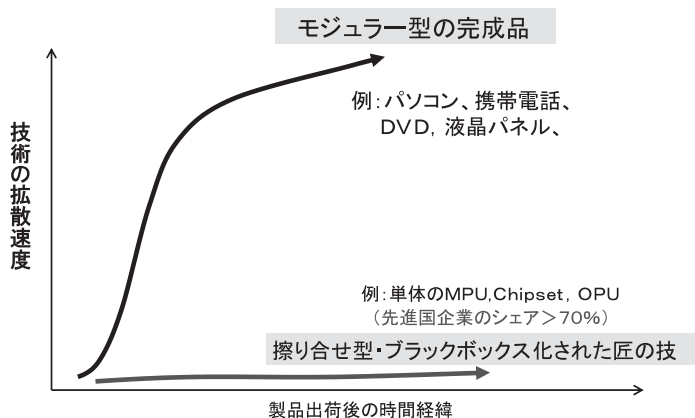 モジュラー型の完成品
例：パソコン、携帯電話、
DVD, 液晶パネル、
技術の拡散速度
例：単体のMPU,Chipset, OPU
（先進国企業のシェア＞70%）
擦り合せ型・ブラックボックス化された匠の技
製品出荷後の時間経緯